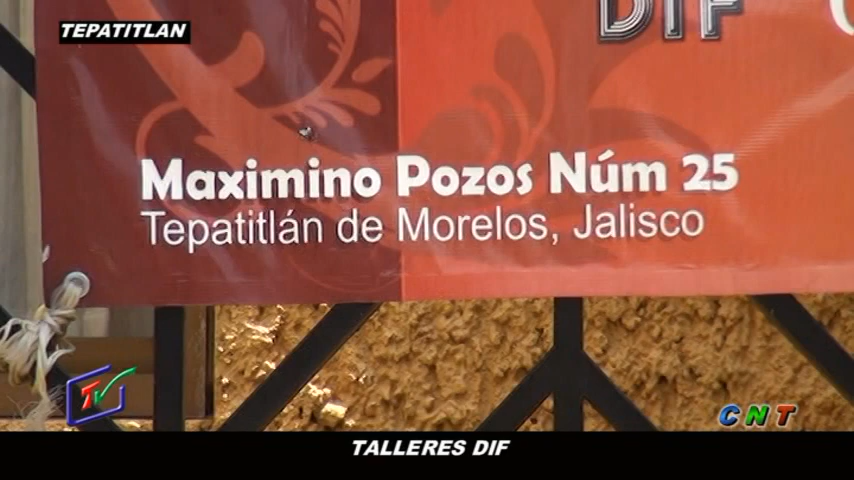 TEPATITLAN
DIF
Maximino Pozos Núm 25
Tepatitlán de Morelos, Jalisco
TV
CNT
TALLERES DIF